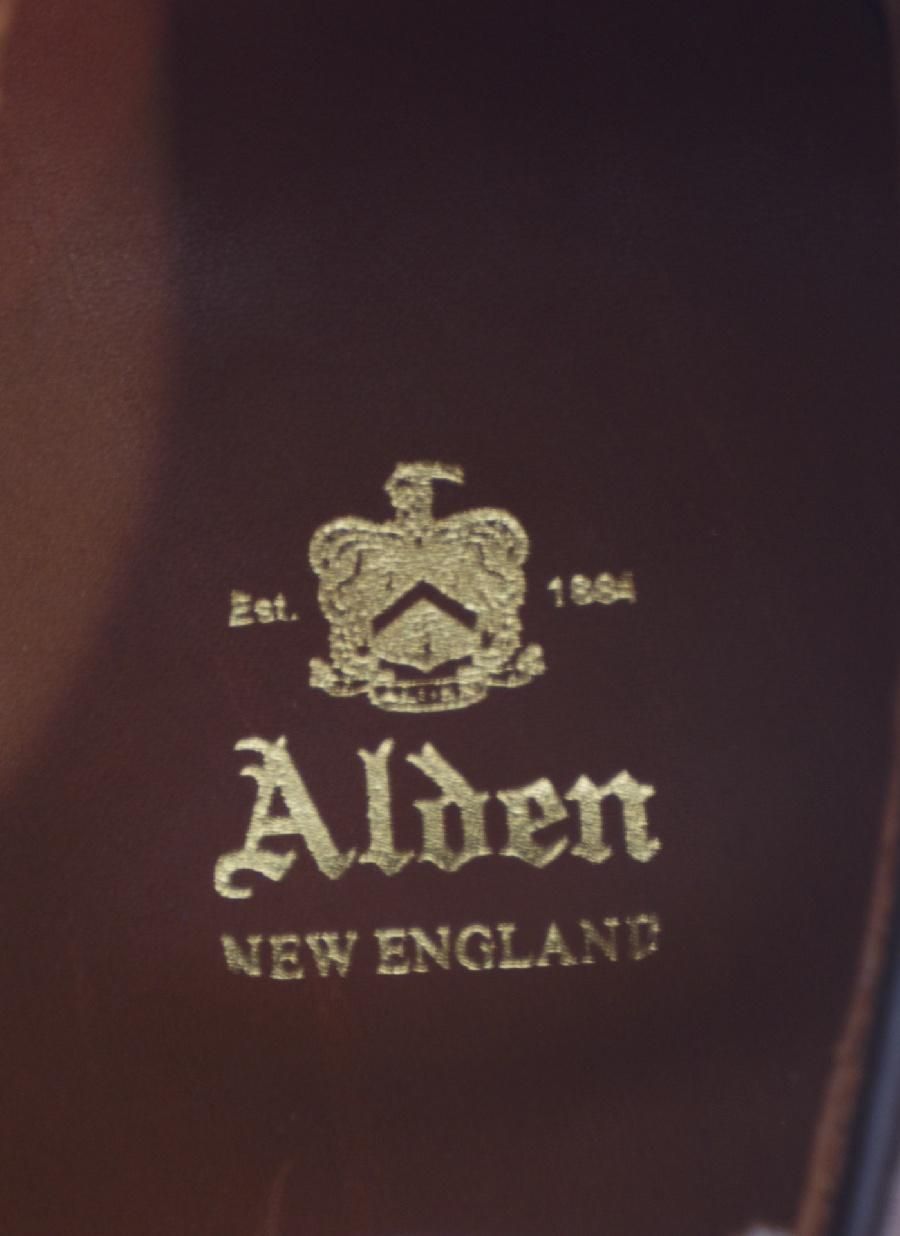 Est. 1884
Alden
NEW ENGLAND